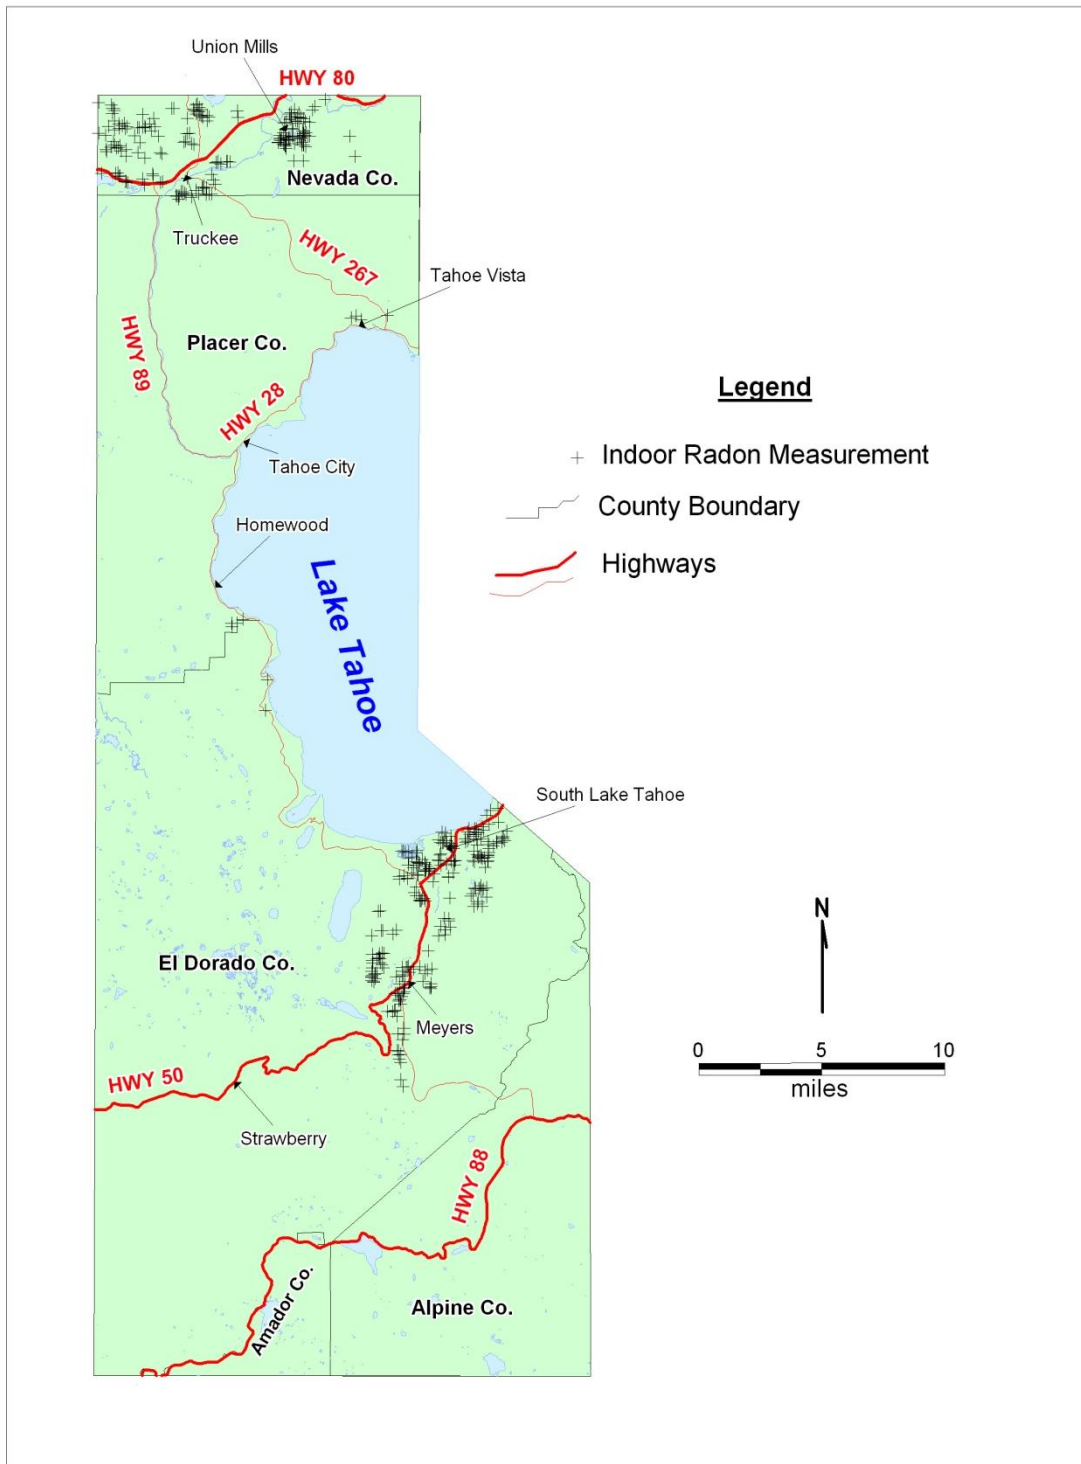 Union Mills
HWY 80
Nevada Co.
Truckee
HWY 267
Tahoe Vista
HWY 89
Placer Co.
HWY 28
Tahoe City
Homewood
Lake Tahoe
Legend
Indoor Radon Measurement
County Boundary
Highways
South Lake Tahoe
El Dorado Co.
Meyers
HWY 50
Strawberry
HWY 88
Amador Co.
Alpine Co.
N
0 5 10
miles